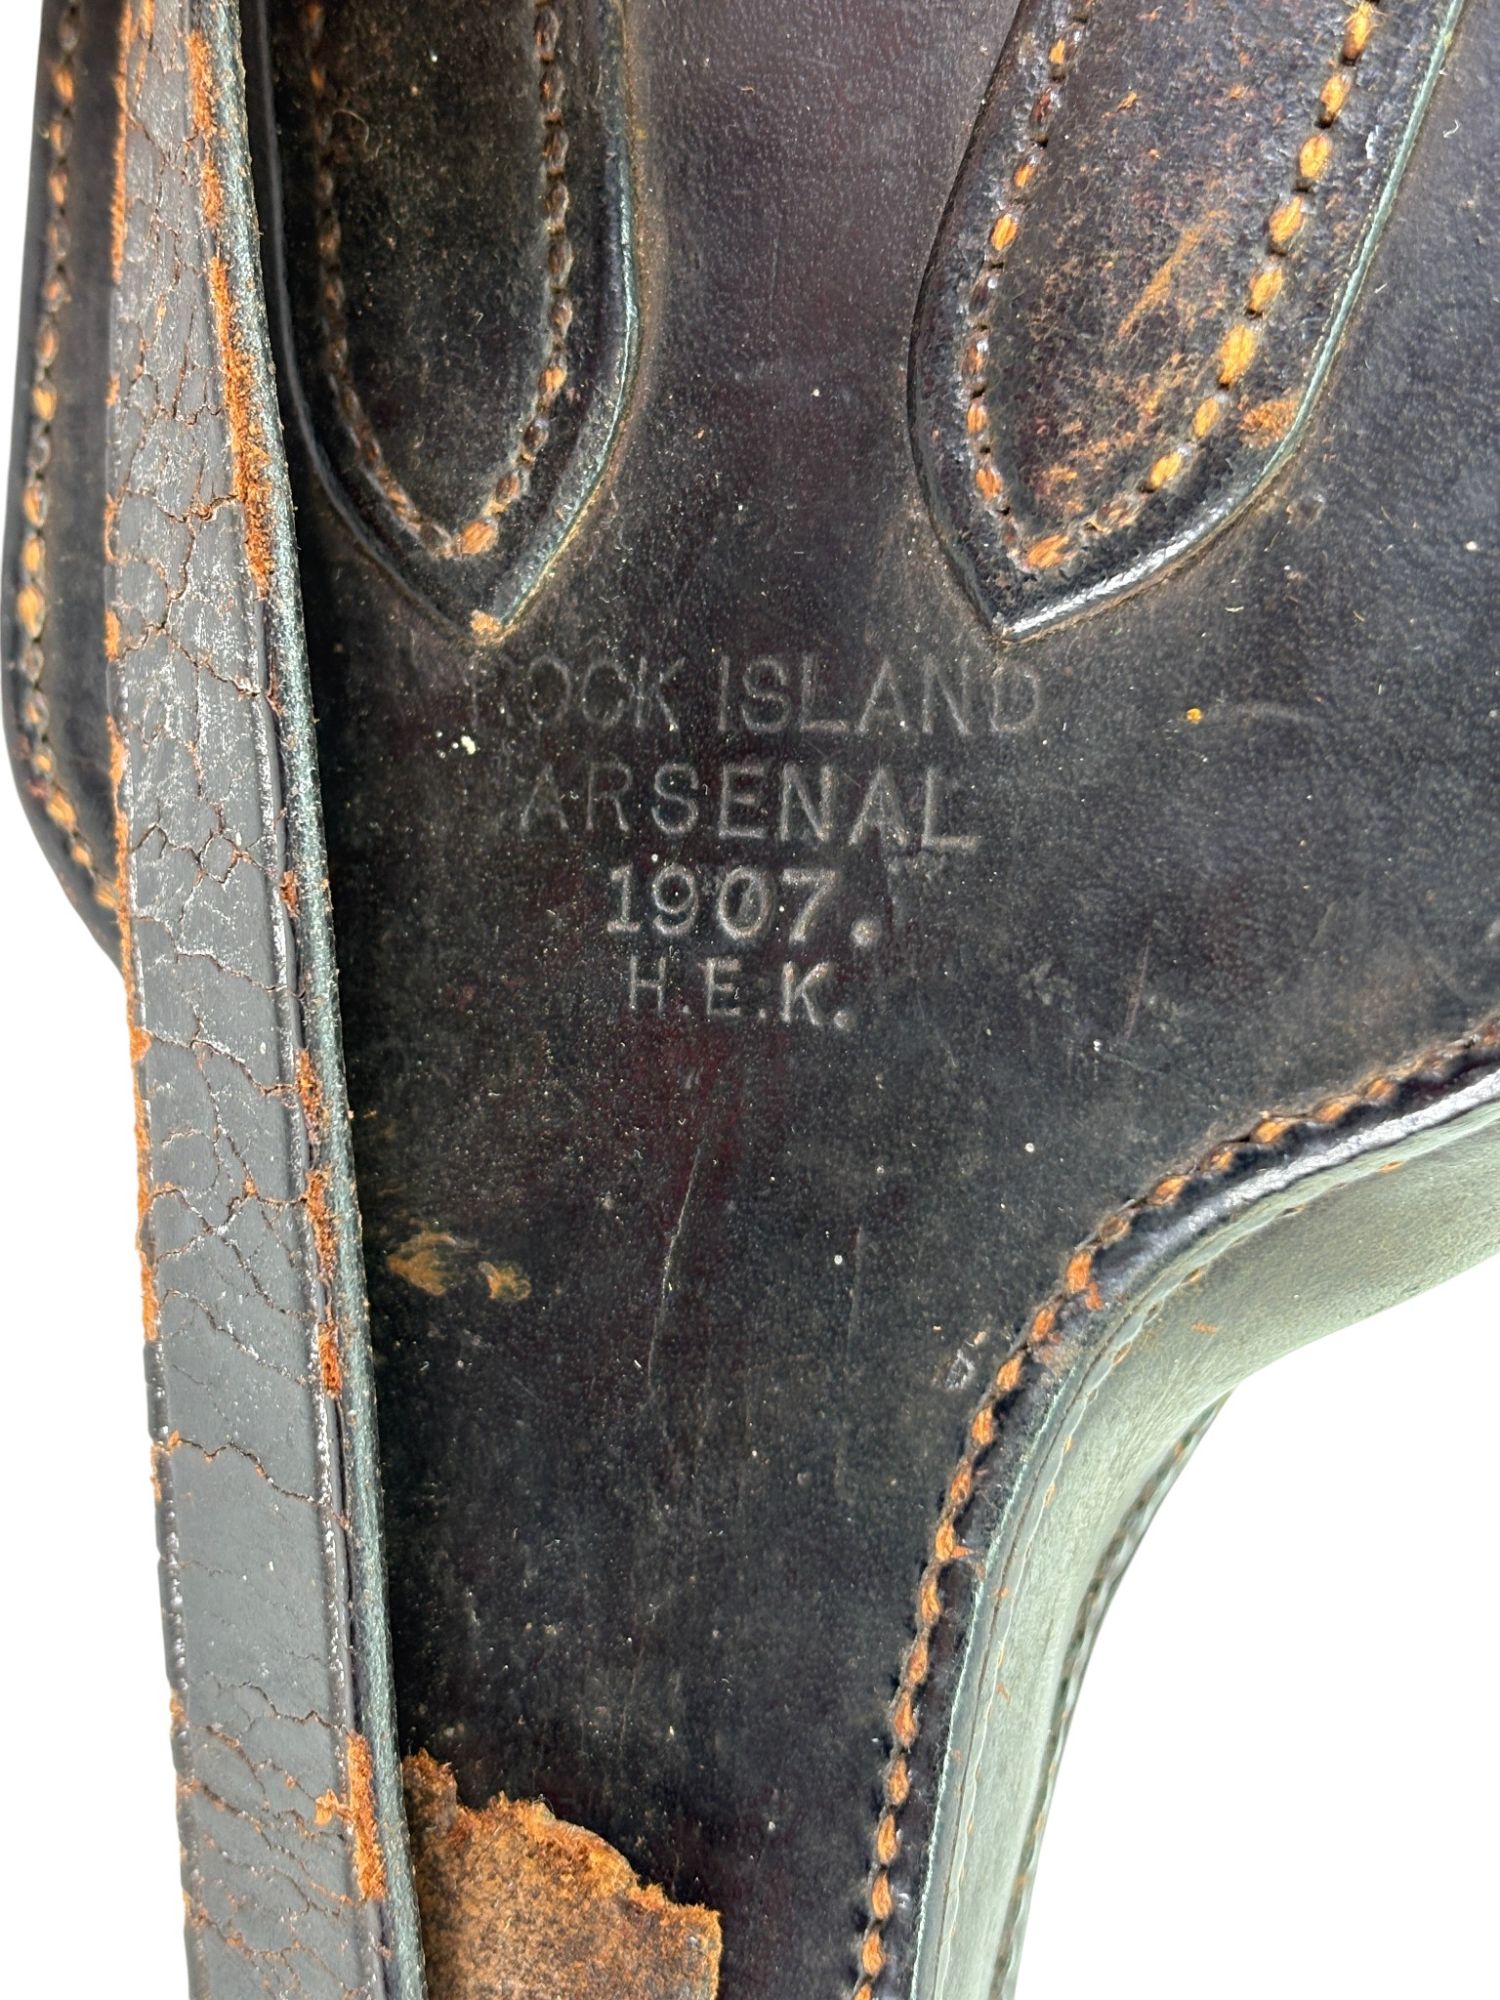 ROCK ISLAND
ARSENAL
1907.
H.E.K.